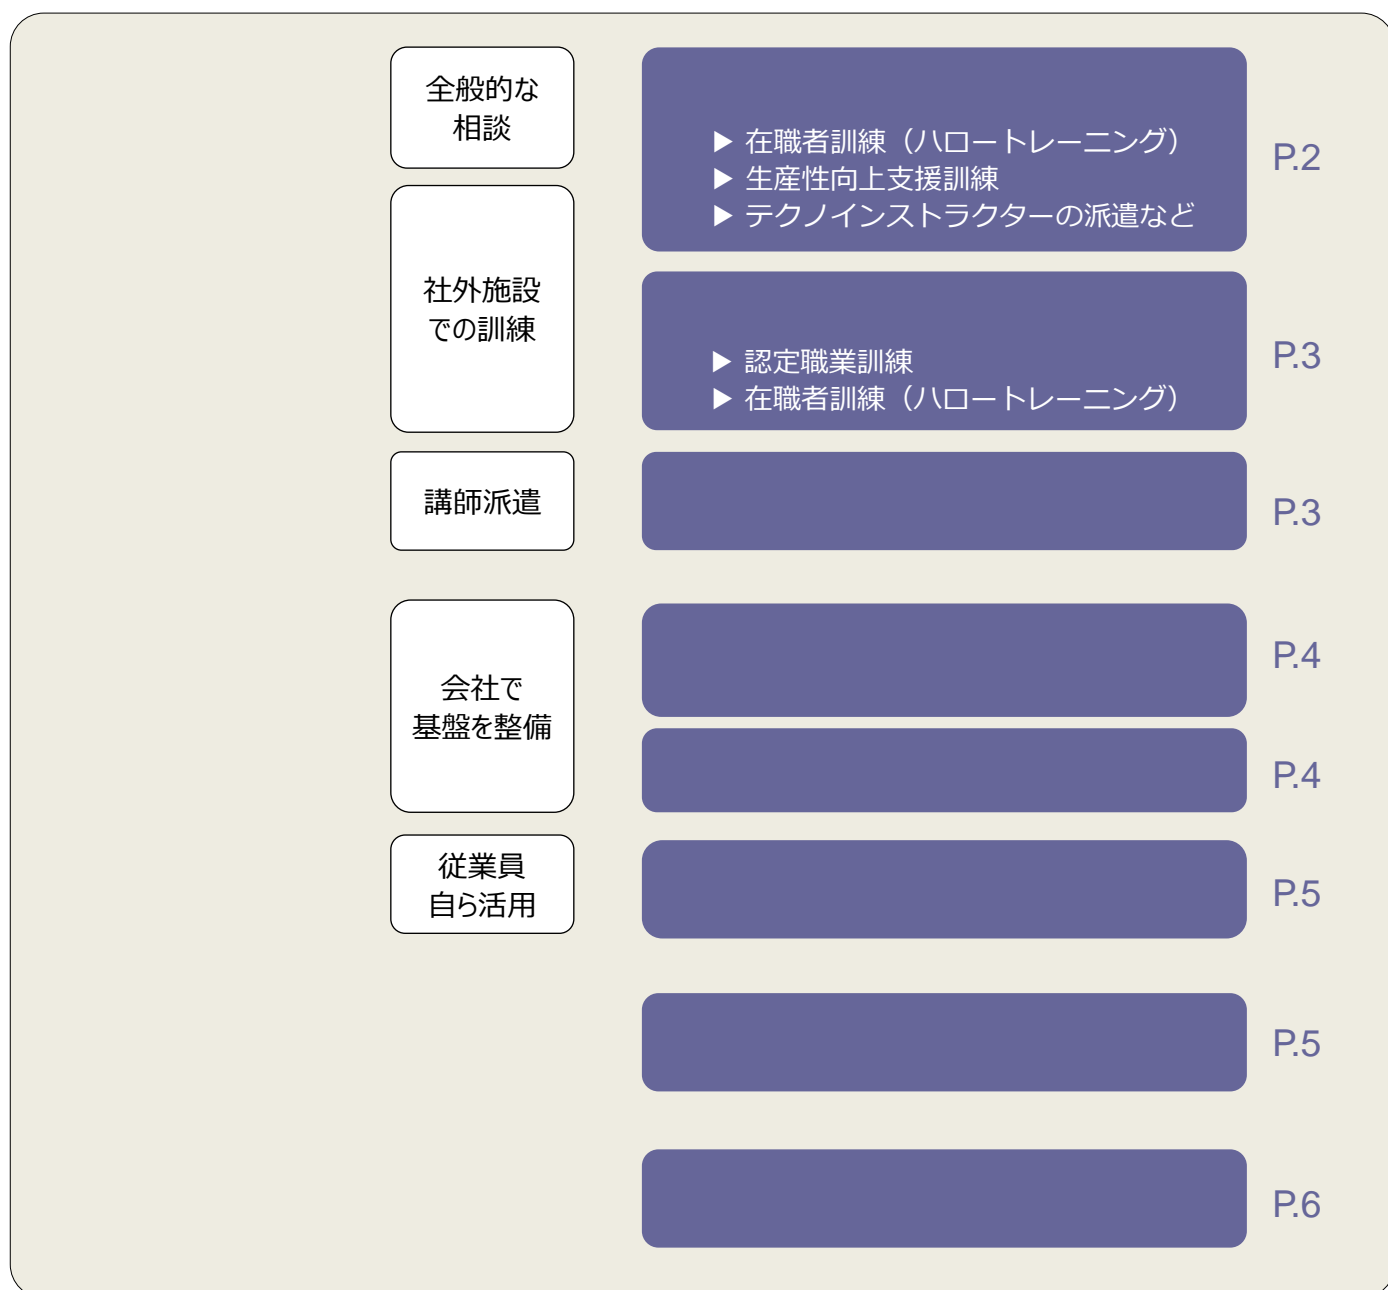 全般的な
相談
▶ 在職者訓練（ハロートレーニング）
▶ 生産性向上支援訓練
▶ テクノインストラクターの派遣など
P.2
社外施設
での訓練
▶ 認定職業訓練
▶ 在職者訓練（ハロートレーニング）
P.3
講師派遣
P.3
会社で
基盤を整備
P.4
P.4
従業員
自ら活用
P.5
P.5
P.6